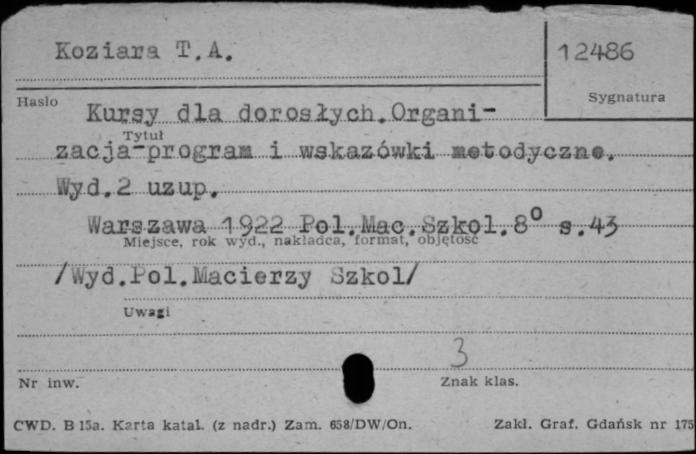 Koziara T.A.
12486
Hasło
Sygnatura
Kursy dla dorosłych.Organi-
Tytuł
zacja-program i wskazówki metodyczne.
Wyd.2 uzup.
Warszawa 1922 Pol.Mac.Szkol.8° s.43
Miejsce, rok wyd., nakładca, format, objętość
/Wyd.Pol.Macierzy Szkol/
Uwagi
3
Nr inw.
Znak klas.
CWD. B 15a. Karta katal. (z nadr.) Zam. 658/DW/On.
Zakł. Graf. Gdańsk nr 175